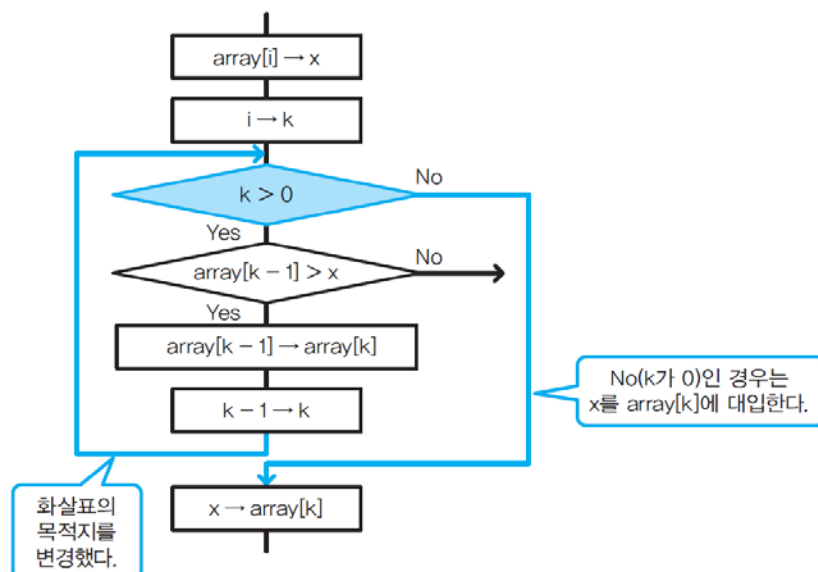 array[i] → x
i → k
k > 0
No
Yes
array[k − 1] > x
No
Yes
array[k−1] → array[k]
k − 1 → k
No(k가 0)인 경우는
x를 array[k]에 대입한다.
x → array[k]
화살표의
목적지를
변경했다.